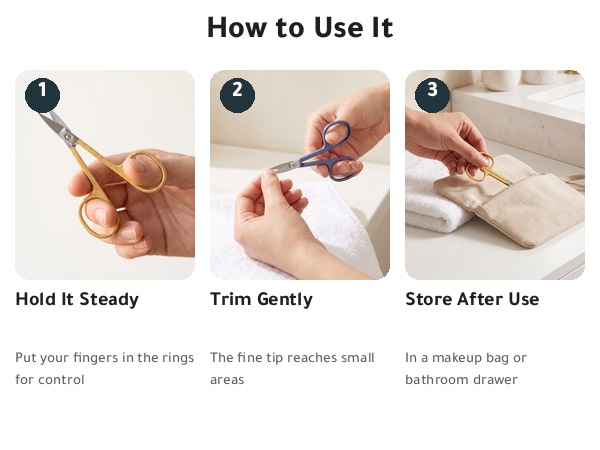 How to Use It
1
2
3
Hold It Steady
Trim Gently
Store After Use
Put your fingers in the rings
for control
The fine tip reaches small
areas
In a makeup bag or
bathroom drawer